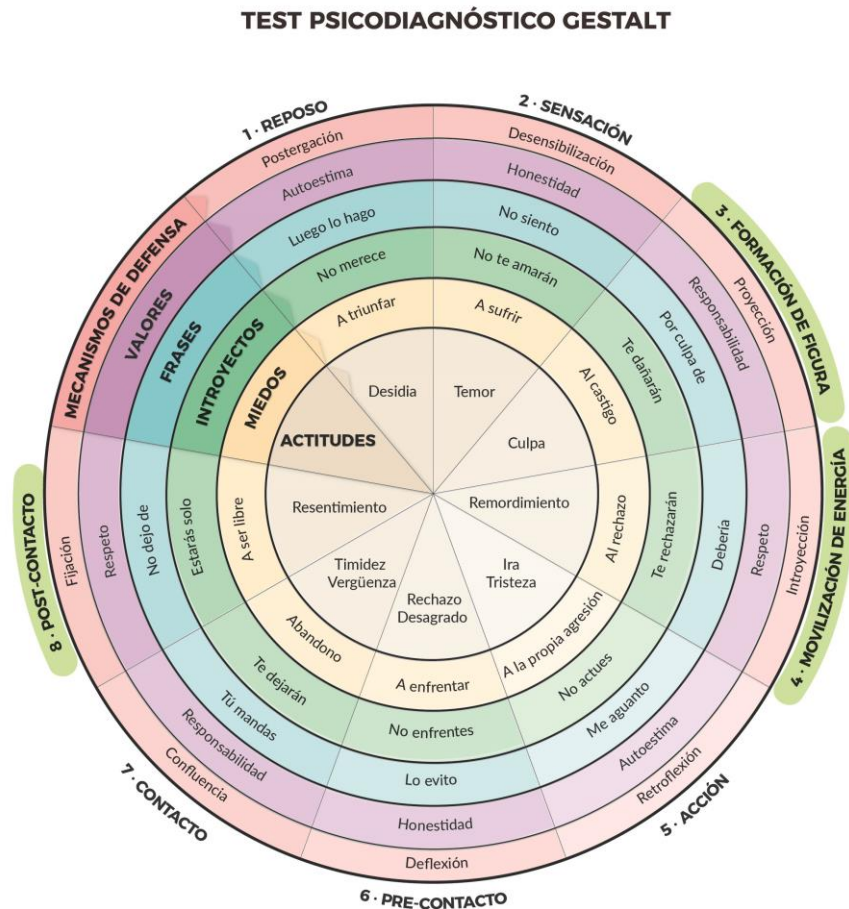 TEST PSICODIAGNÓSTICO GESTALT
MECANISMOS DE DEFENSA
VALORES
FRASES
INTROYECTOS
MIEDOS
ACTITUDES
1 · REPOSO
Postergación
Autoestima
Luego lo hago
No merece
A triunfar
Desidia
2 · SENSACIÓN
Desensibilización
Honestidad
No siento
No te amarán
A sufrir
Temor
3 · FORMACIÓN DE FIGURA
Proyección
Responsabilidad
Por culpa de
Te dañarán
Al castigo
Culpa
4 · MOVILIZACIÓN DE ENERGÍA
Introyección
Respeto
Debería
Te rechazarán
Al rechazo
Remordimiento
5 · ACCIÓN
Retroflexión
Autoestima
Me aguanto
No actues
A la propia agresión
Ira
Tristeza
6 · PRE-CONTACTO
Deflexión
Honestidad
Lo evito
No enfrentes
A enfrentar
Rechazo
Desagrado
7 · CONTACTO
Confluencia
Responsabilidad
Tú mandas
Te dejarán
Abandono
Timidez
Vergüenza
8 · POST-CONTACTO
Fijación
Respeto
No dejo de
Estarás solo
A ser libre
Resentimiento